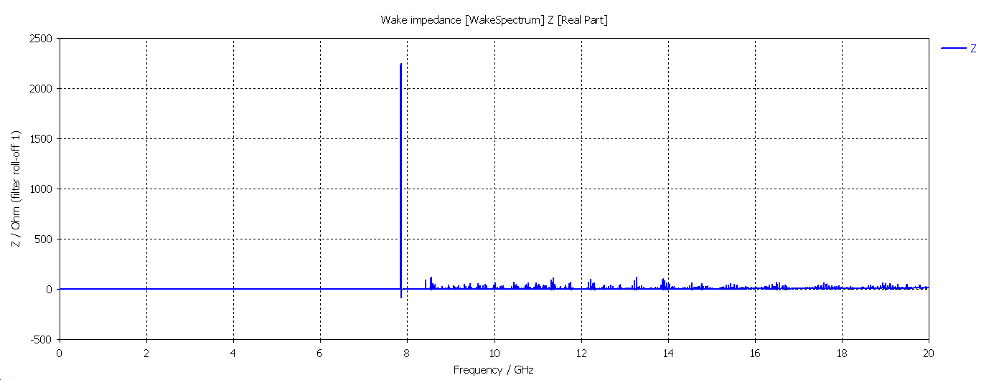 Wake impedance [WakeSpectrum] Z [Real Part]
Z
Z / Ohm (filter roll-off 1)
2500
2000
1500
1000
500
0
-500
0 2 4 6 8 10 12 14 16 18 20
Frequency / GHz